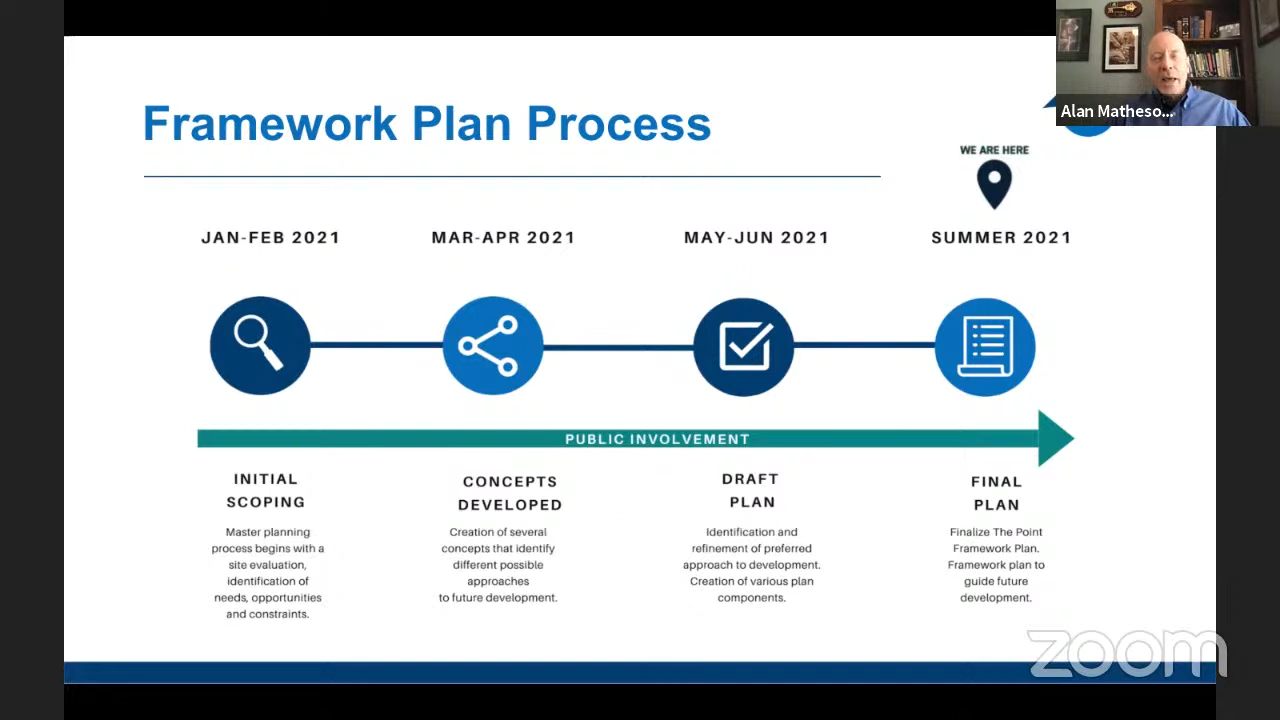 Alan Matheso...
Framework Plan Process
WE ARE HERE
JAN-FEB 2021
MAR-APR 2021
MAY-JUN 2021
SUMMER 2021
PUBLIC INVOLVEMENT
INITIAL
SCOPING
Master planning
process begins with a
site evaluation,
identification of
needs, opportunities
and constraints.
CONCEPTS
DEVELOPED
Creation of several
concepts that identify
different possible
approaches
to future development.
DRAFT
PLAN
Identification and
refinement of preferred
approach to development.
Creation of various plan
components.
FINAL
PLAN
Finalize The Point
Framework Plan.
Framework plan to
guide future
development.
zoom